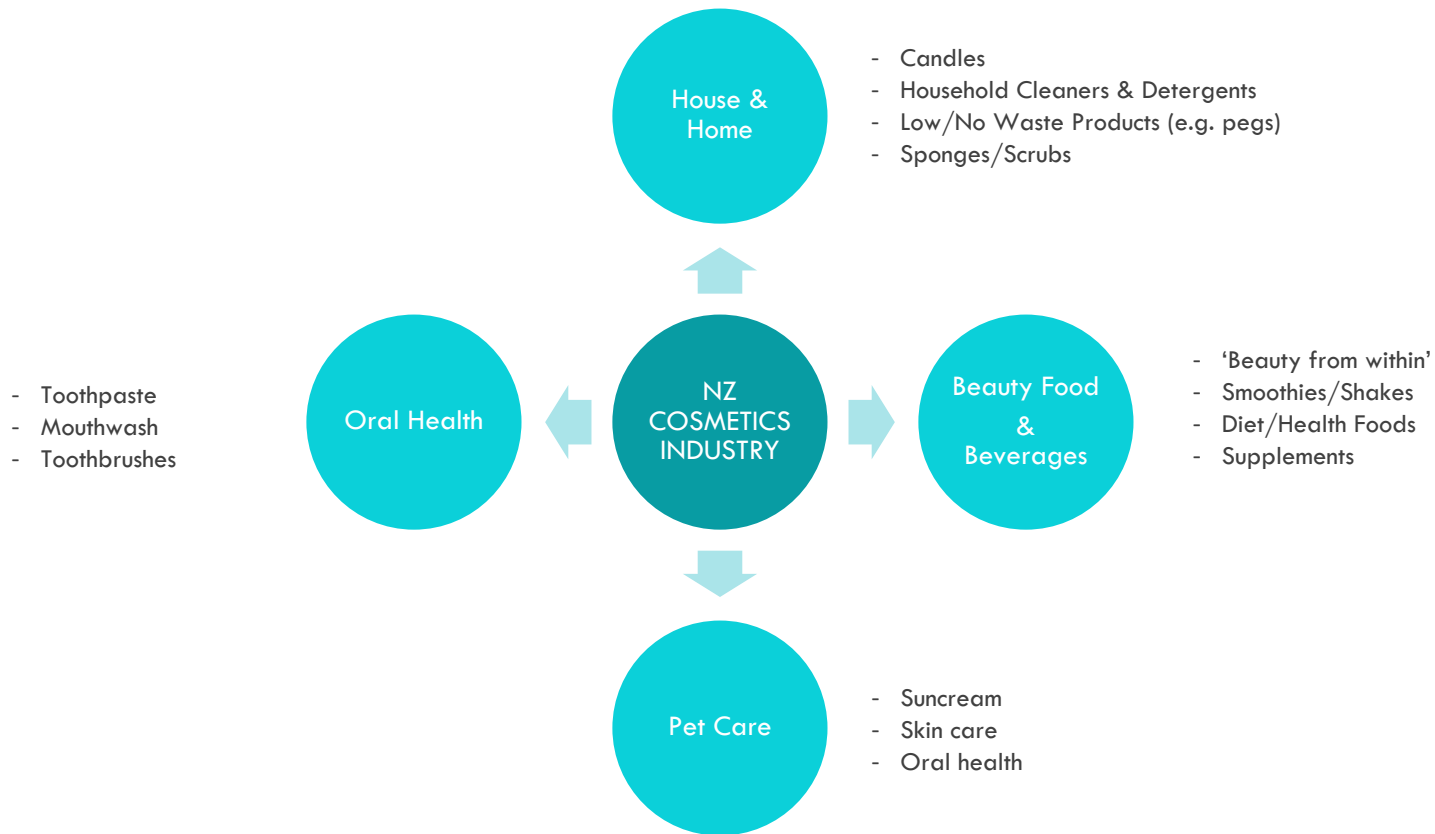 House &
Home
- Candles
- Household Cleaners & Detergents
- Low/No Waste Products (e.g. pegs)
- Sponges/Scrubs
- Toothpaste
- Mouthwash
- Toothbrushes
Oral Health
NZ
COSMETICS
INDUSTRY
Beauty Food
&
Beverages
- ‘Beauty from within’
- Smoothies/Shakes
- Diet/Health Foods
- Supplements
Pet Care
- Suncream
- Skin care
- Oral health